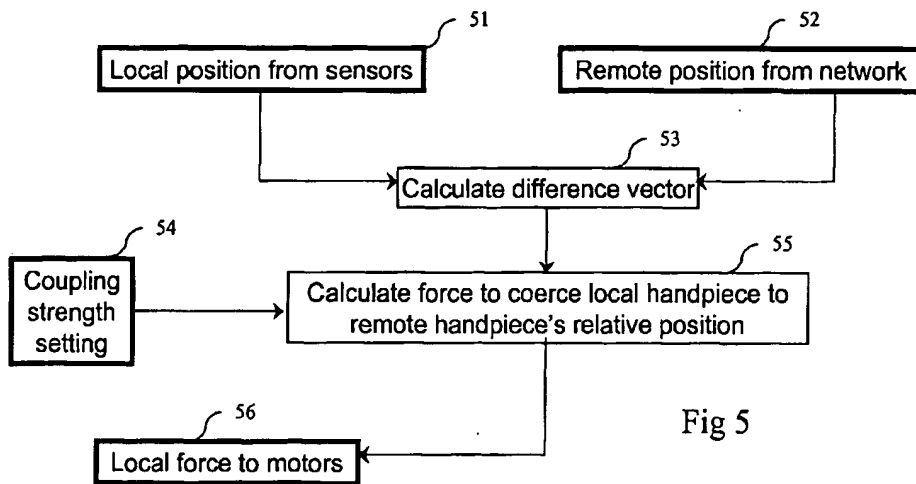 51
52
Local position from sensors
Remote position from network
53
Calculate difference vector
54
55
Coupling
strength
setting
Calculate force to coerce local handpiece to
remote handpiece's relative position
56
Local force to motors
Fig 5